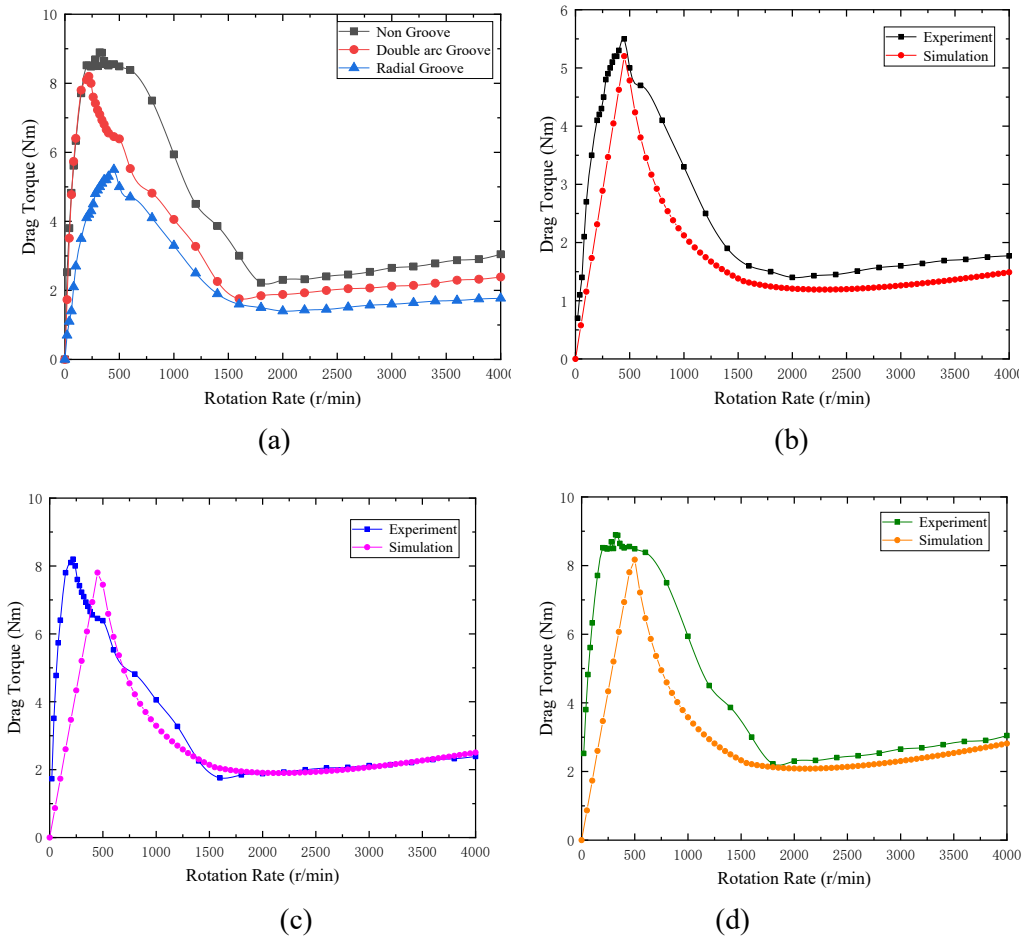 Non Groove
Double arc Groove
Radial Groove
Drag Torque (Nm)
10
8
6
4
2
0
0 500 1000 1500 2000 2500 3000 3500 4000
Rotation Rate (r/min)
(a)
Experiment
Simulation
Drag Torque (Nm)
6
5
4
3
2
1
0
0 500 1000 1500 2000 2500 3000 3500 4000
Rotation Rate (r/min)
(b)
Experiment
Simulation
Drag Torque (Nm)
10
8
6
4
2
0
0 500 1000 1500 2000 2500 3000 3500 4000
Rotation Rate (r/min)
(c)
Experiment
Simulation
Drag Torque (Nm)
10
8
6
4
2
0
0 500 1000 1500 2000 2500 3000 3500 4000
Rotation Rate (r/min)
(d)